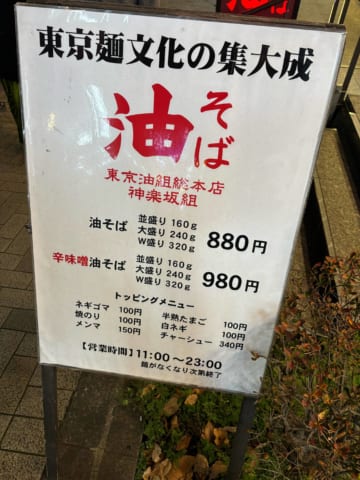 東京麺文化の集大成
油そば
東京油組総本店
神楽坂組
油そば 並盛り 160g 大盛り 240g W盛り 320g 880円
辛味噌油そば 並盛り 160g 大盛り 240g W盛り 320g 980円
トッピングメニュー
ネギゴマ 100円 半熟たまご 100円
焼のり 100円 白ネギ 100円
メンマ 150円 チャーシュー 340円
【営業時間】11:00〜23:00
麺がなくなり次第終了